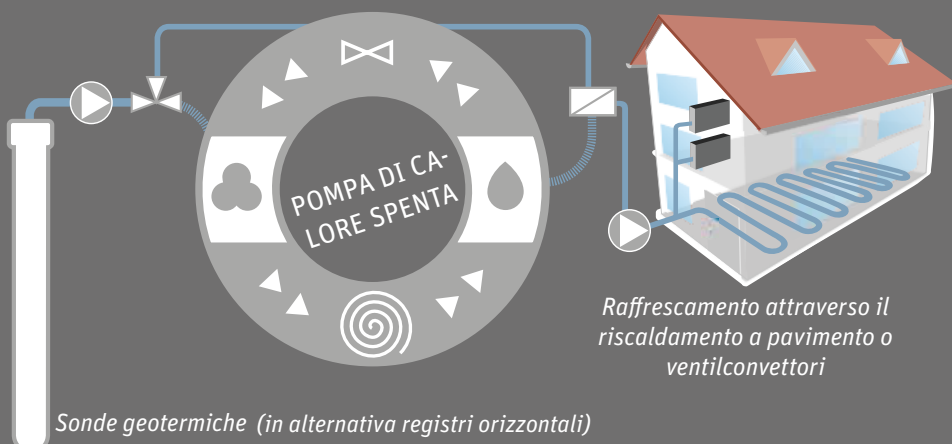 POMPA DI CA-
LORE SPENTA
Raffrescamento attraverso il
riscaldamento a pavimento o
ventilconvettori
Sonde geotermiche (in alternativa registri orizzontali)